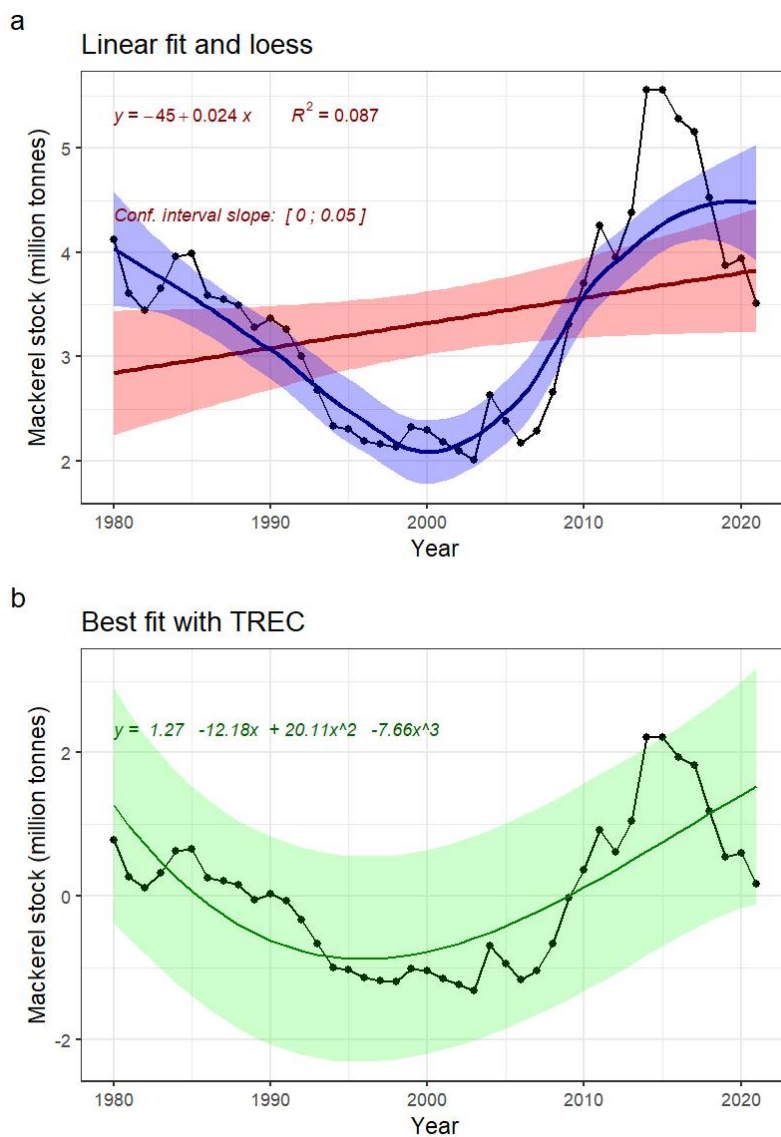 a
Linear fit and loess
y = −45 + 0.024 x R² = 0.087
Conf. interval slope: [ 0 ; 0.05 ]
5
4
3
2
Mackerel stock (million tonnes)
1980 1990 2000 2010 2020
Year
b
Best fit with TREC
y = 1.27 -12.18x + 20.11x^2 -7.66x^3
2
0
-2
Mackerel stock (million tonnes)
1980 1990 2000 2010 2020
Year